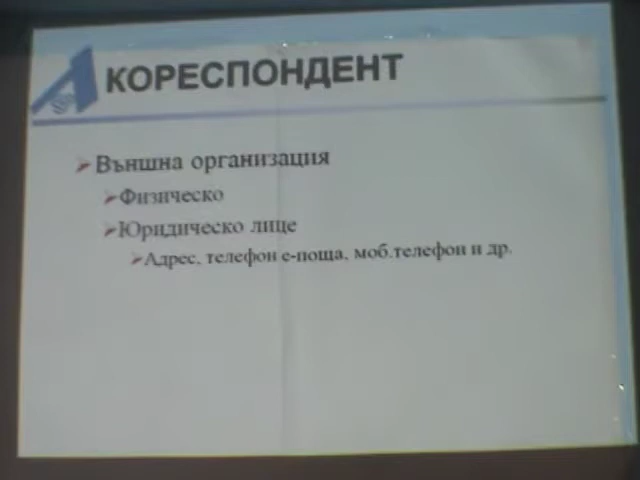 КОРЕСПОНДЕНТ
Външна организация
Физическо
Юридическо лице
Адрес, телефон е-поща, моб.телефон и др.